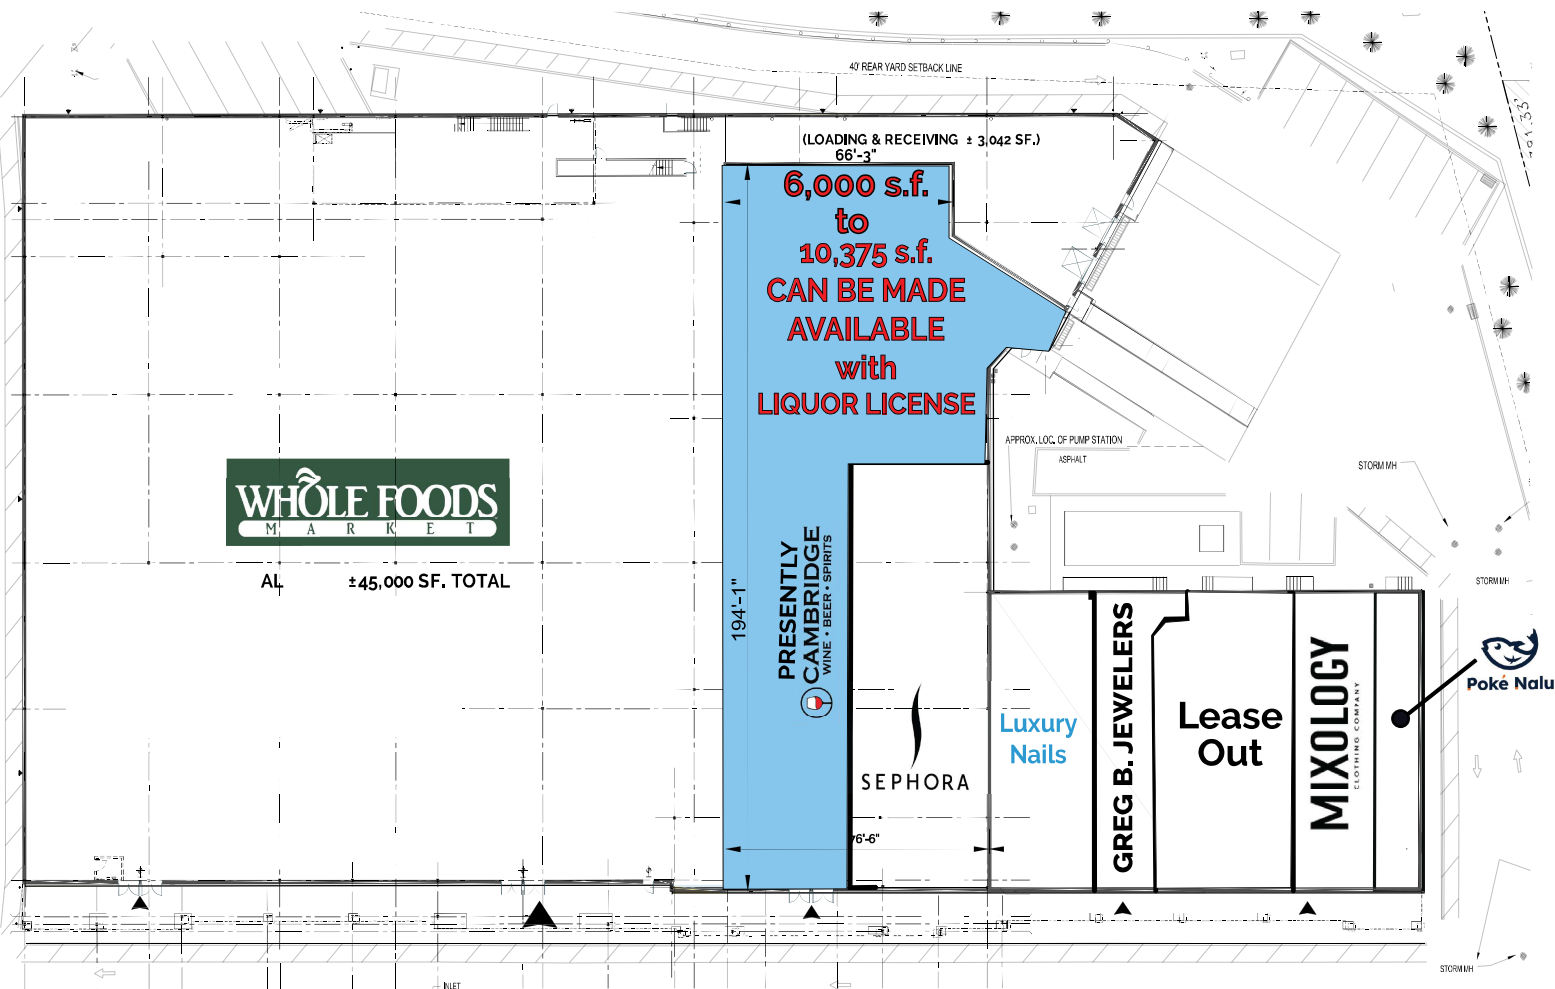 40' REAR YARD SETBACK LINE
(LOADING & RECEIVING ± 3,042 SF.)
66'-3"
6,000 s.f.
to
10,375 s.f.
CAN BE MADE
AVAILABLE
with
LIQUOR LICENSE
APPROX. LOC. OF PUMP STATION
ASPHALT
STORM MH
WHOLE FOODS
MARKET
AL ±45,000 SF. TOTAL
194'-1"
PRESENTLY
CAMBRIDGE
WINE • BEER • SPIRITS
STORM MH
SEPHORA
Luxury
Nails
GREG B. JEWELERS
Lease
Out
MIXOLOGY
CLOTHING COMPANY
Poké Nalu
76'-6"
STORM MH
INLET